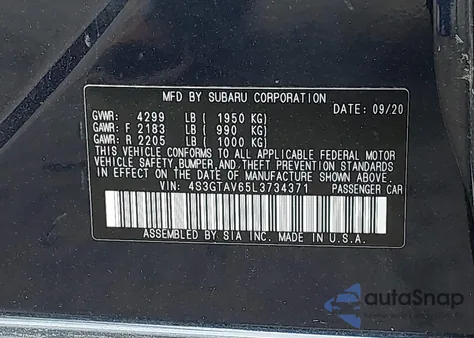 MFD BY SUBARU CORPORATION
DATE: 09/20
GVWR: 4299 LB ( 1950 KG)
GAWR: F 2183 LB ( 990 KG)
GAWR: R 2205 LB ( 1000 KG)
THIS VEHICLE CONFORMS TO ALL APPLICABLE FEDERAL MOTOR
VEHICLE SAFETY, BUMPER, AND THEFT PREVENTION STANDARDS
IN EFFECT ON THE DATE OF MANUFACTURE SHOWN ABOVE.
VIN: 4S3GTAV65L3734371 PASSENGER CAR
ASSEMBLED BY SIA INC. MADE IN U.S.A.
autoSnap